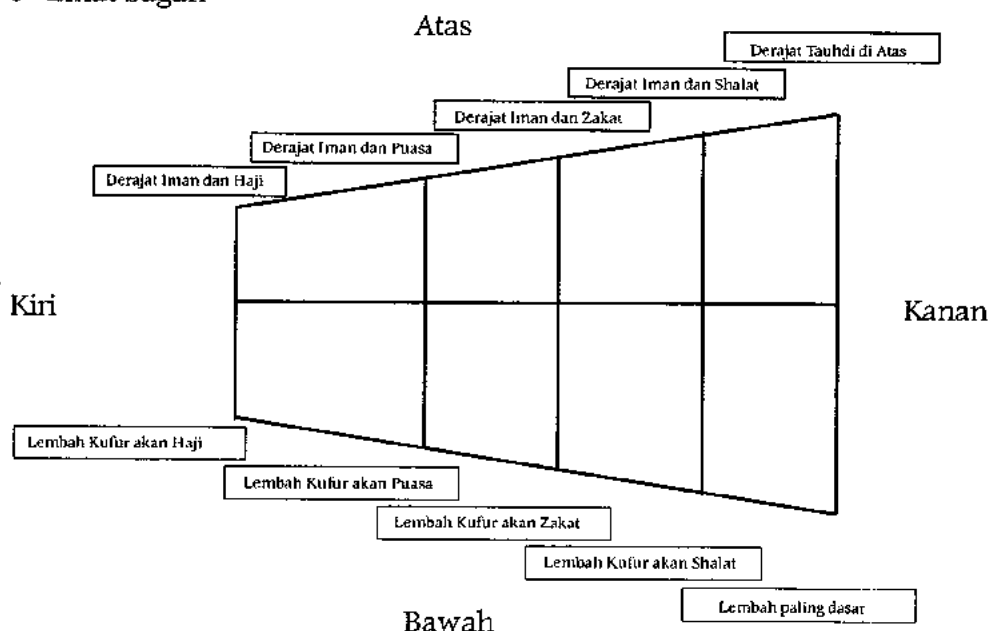 Atas
Derajat Tauhdi di Atas
Derajat Iman dan Shalat
Derajat Iman dan Zakat
Derajat Iman dan Puasa
Derajat Iman dan Haji
Kiri
Kanan
Lembah Kufur akan Haji
Lembah Kufur akan Puasa
Lembah Kufur akan Zakat
Lembah Kufur akan Shalat
Lembah paling dasar
Bawah